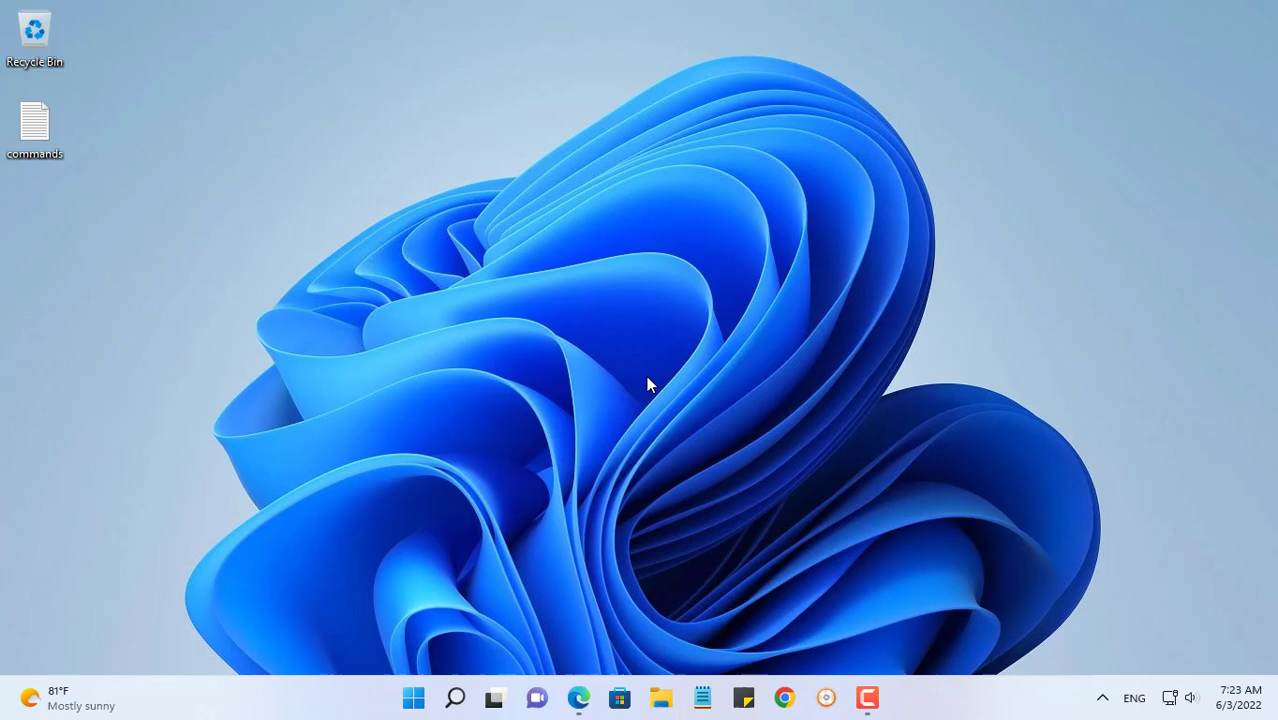 Recycle Bin
commands
81°F
Mostly sunny
ENG
7:23 AM
6/3/2022